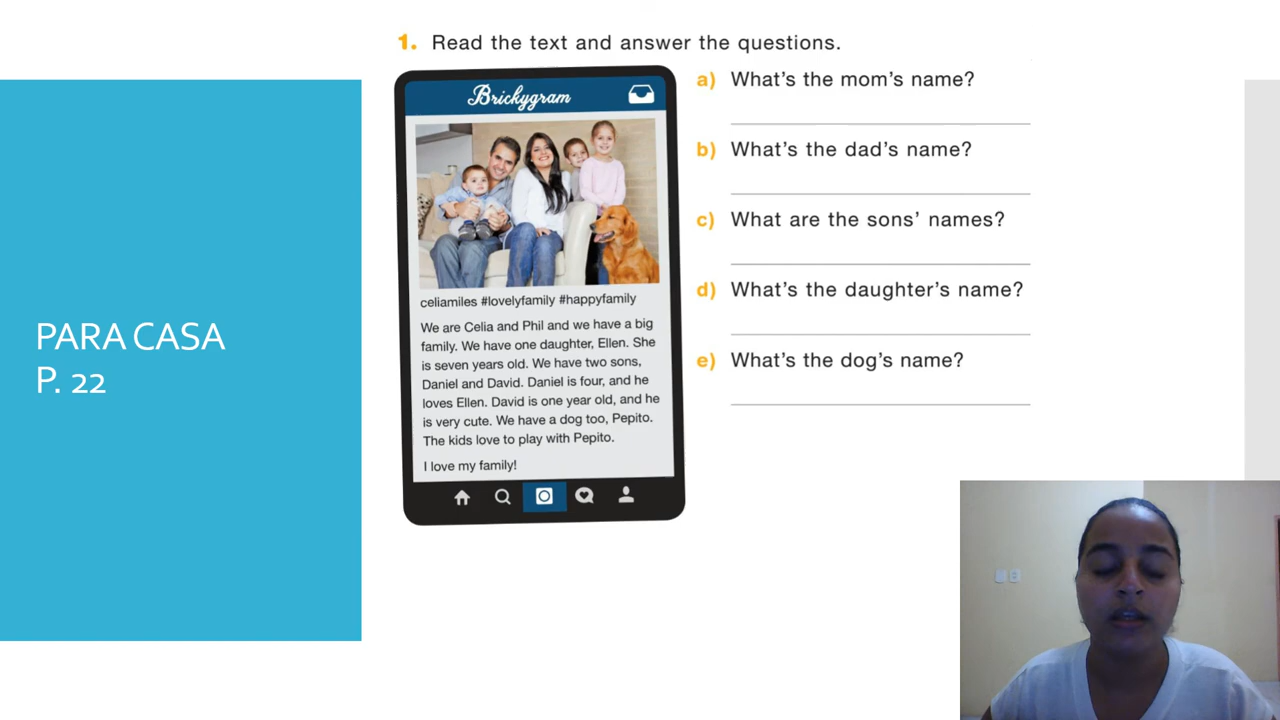 PARA CASA
P. 22
1. Read the text and answer the questions.
Brickygram
celiamiles #lovelyfamily #happyfamily
We are Celia and Phil and we have a big
family. We have one daughter, Ellen. She
is seven years old. We have two sons,
Daniel and David. Daniel is four, and he
loves Ellen. David is one year old, and he
is very cute. We have a dog too, Pepito.
The kids love to play with Pepito.
I love my family!
a) What's the mom's name?
b) What's the dad's name?
c) What are the sons' names?
d) What's the daughter's name?
e) What's the dog's name?